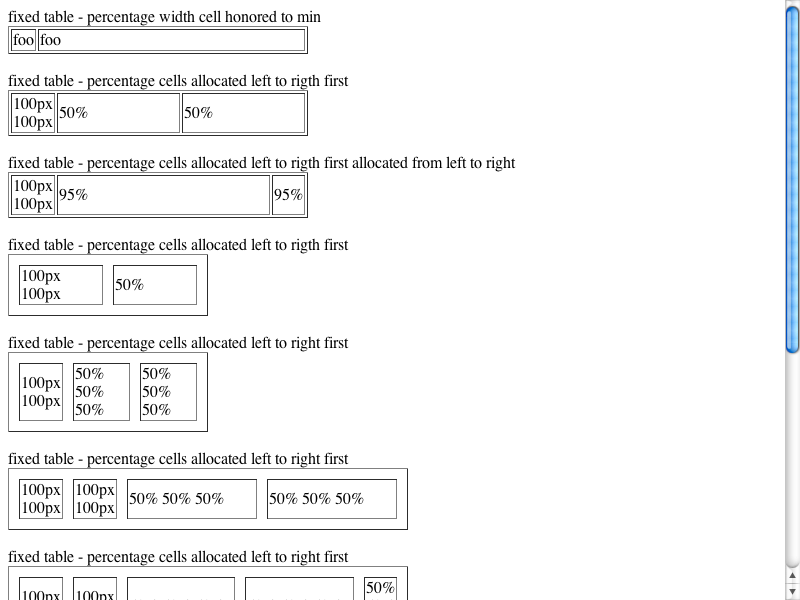 fixed table - percentage width cell honored to min
foo foo
fixed table - percentage cells allocated left to rigth first
100px 50% 50%
100px
fixed table - percentage cells allocated left to rigth first allocated from left to right
100px 95% 95%
100px
fixed table - percentage cells allocated left to rigth first
100px 50%
100px
fixed table - percentage cells allocated left to right first
100px
100px
50%
50%
50%
50%
50%
50%
fixed table - percentage cells allocated left to right first
100px 100px 50% 50% 50% 50% 50% 50%
100px 100px
fixed table - percentage cells allocated left to right first
50%
100px 100px